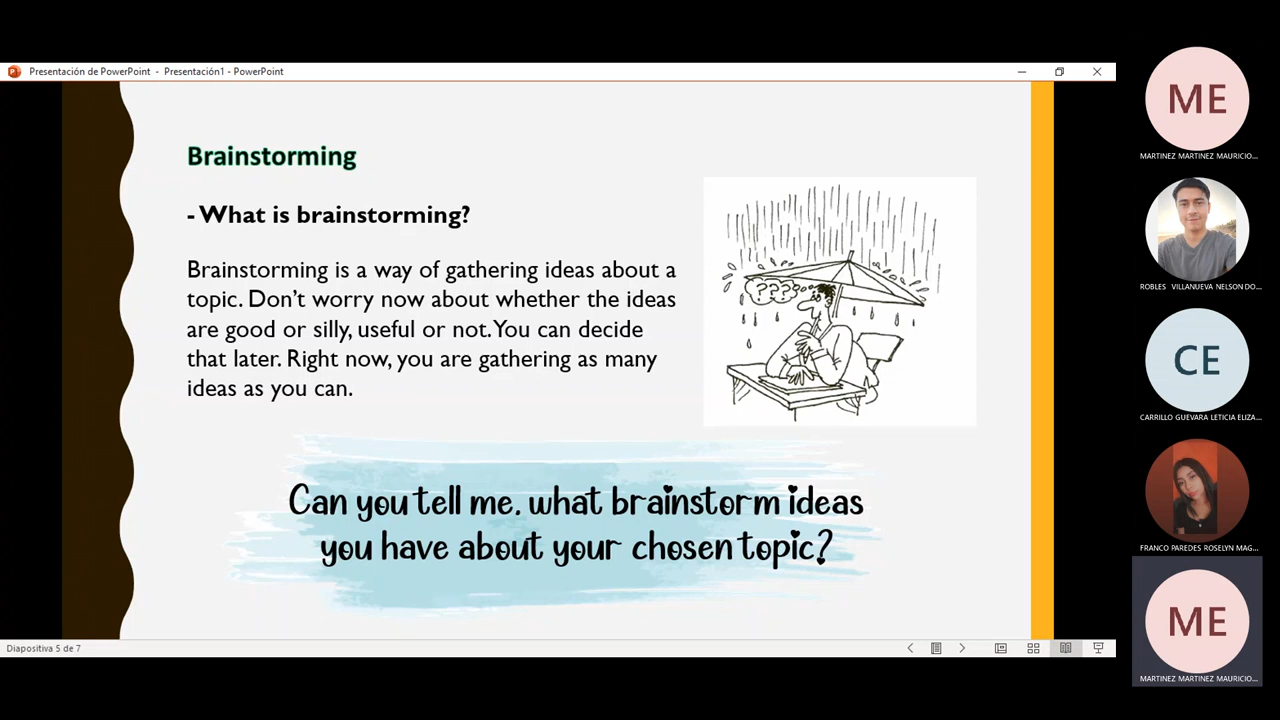 Presentación de PowerPoint - Presentación1 - PowerPoint
Brainstorming
- What is brainstorming?
Brainstorming is a way of gathering ideas about a
topic. Don't worry now about whether the ideas
are good or silly, useful or not. You can decide
that later. Right now, you are gathering as many
ideas as you can.
???
Can you tell me, what brainstorm ideas
you have about your chosen topic?
Diapositiva 5 de 7
ME
MARTINEZ MARTINEZ MAURICIO...
ROBLES VILLANUEVA NELSON DO...
CE
CARRILLO GUEVARA LETICIA ELIZA...
FRANCO PAREDES ROSELYN MAG...
ME
MARTINEZ MARTINEZ MAURICIO...